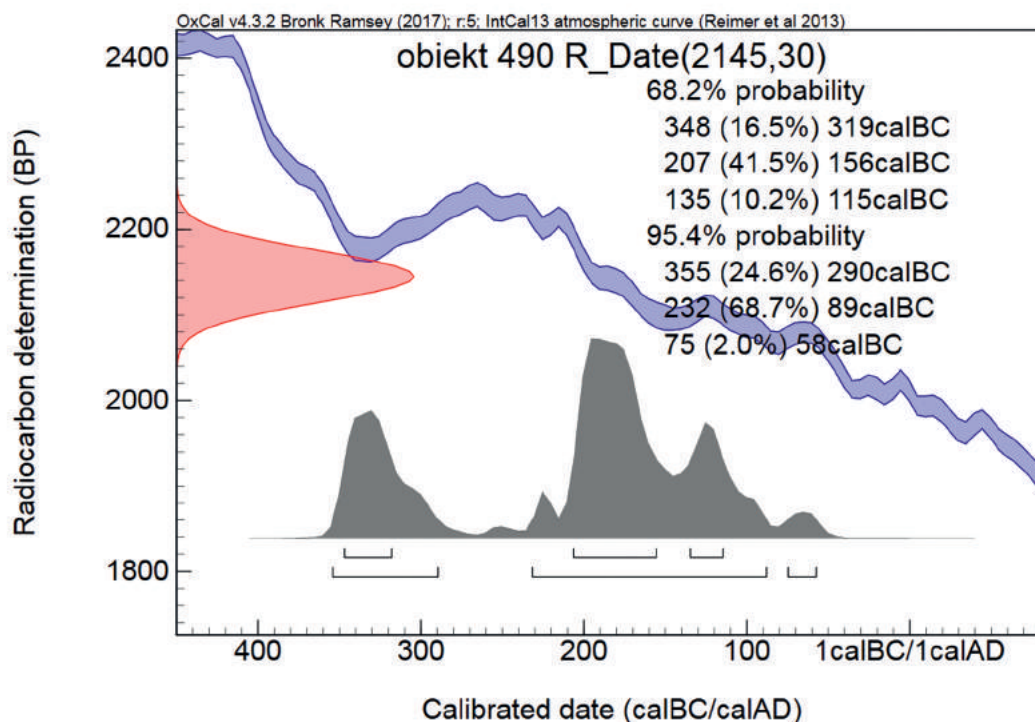 OxCal v4.3.2 Bronk Ramsey (2017); r:5; IntCal13 atmospheric curve (Reimer et al 2013)
obiekt 490 R_Date(2145,30)
68.2% probability
348 (16.5%) 319calBC
207 (41.5%) 156calBC
135 (10.2%) 115calBC
95.4% probability
355 (24.6%) 290calBC
232 (68.7%) 89calBC
75 (2.0%) 58calBC
Radiocarbon determination (BP)
2400
2200
2000
1800
400 300 200 100 1calBC/1calAD
Calibrated date (calBC/calAD)